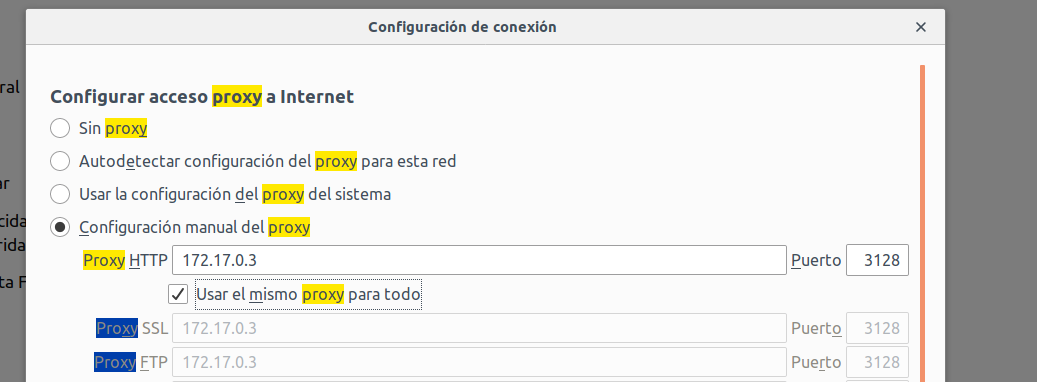 Configuración de conexión
ral
Configurar acceso proxy a Internet
Sin proxy
Autodetectar configuración del proxy para esta red
ar
Usar la configuración del proxy del sistema
cida
Configuración manual del proxy
rida
Proxy HTTP 172.17.0.3 Puerto 3128
ta F
Usar el mismo proxy para todo
Proxy SSL 172.17.0.3 Puerto 3128
Proxy FTP 172.17.0.3 Puerto 3128